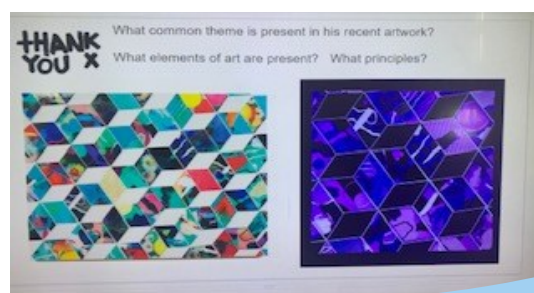 THANK
YOU X
What common theme is present in his recent artwork?
What elements of art are present? What principles?